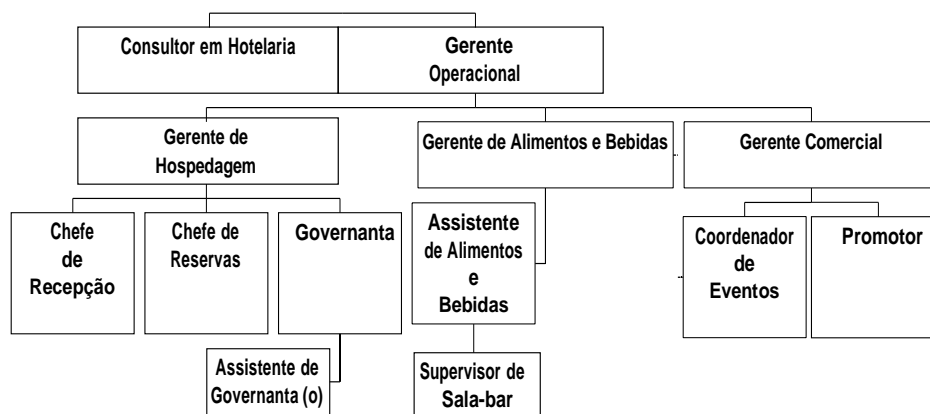 Consultor em Hotelaria
Gerente
Operacional
Gerente de
Hospedagem
Gerente de Alimentos e Bebidas
Gerente Comercial
Chefe
de
Recepção
Chefe de
Reservas
Governanta
Assistente
de Alimentos
e
Bebidas
Coordenador
de
Eventos
Promotor
Assistente de
Governanta (o)
Supervisor de
Sala-bar